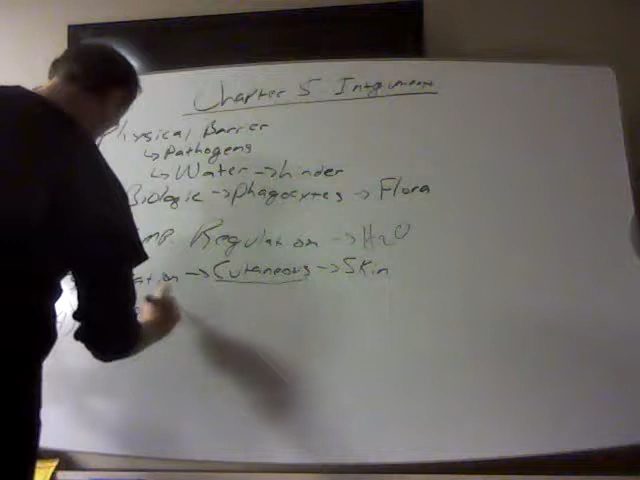 Chapter 5 Integument
Physical Barrier
↳ Pathogens
↳ Water → hinder
Biologic → phagocytes → Flora
Regulation → H2O
→ Cutaneous → Skin